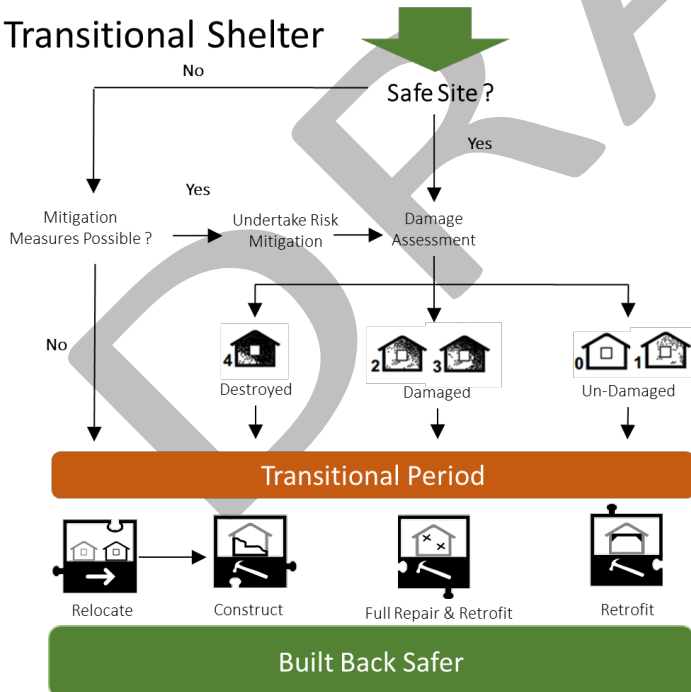 Transitional Shelter
No
Safe Site ?
Yes
Yes
Mitigation
Measures Possible ?
Undertake Risk
Mitigation
Damage
Assessment
No
4
2
3
0
1
Destroyed
Damaged
Un-Damaged
Transitional Period
Relocate
Construct
Full Repair & Retrofit
Retrofit
Built Back Safer